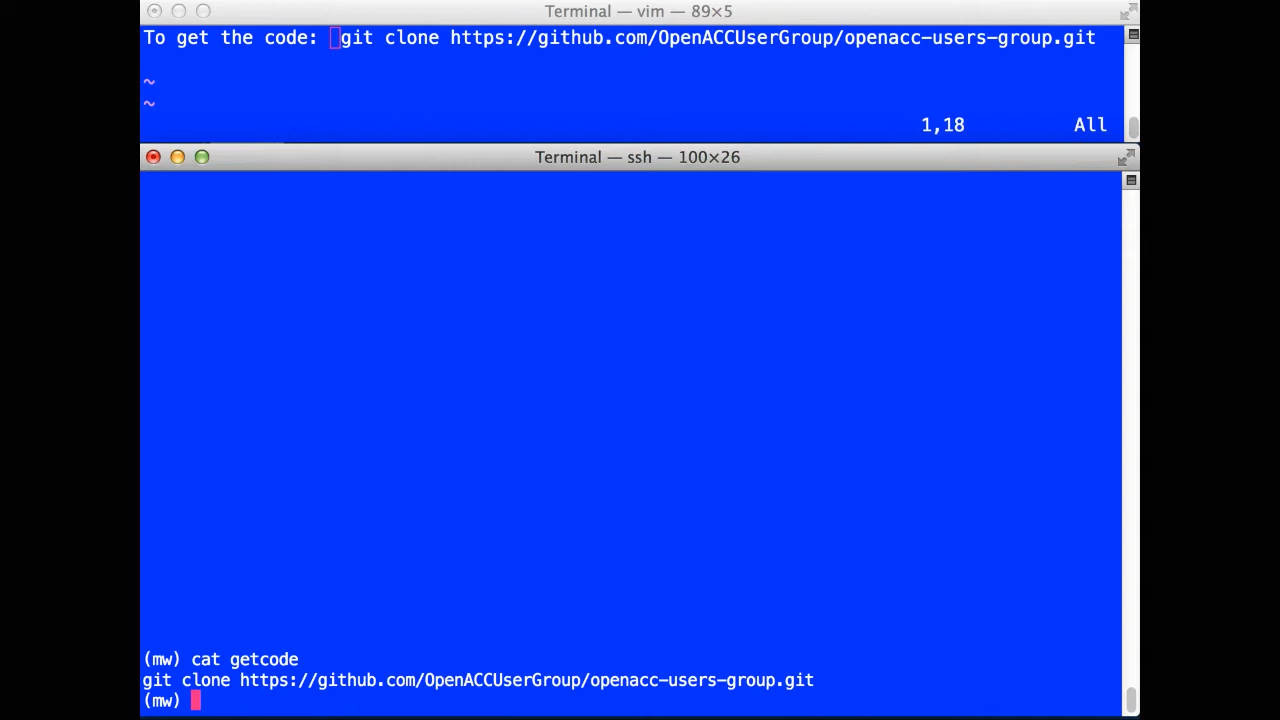 Terminal — vim — 89×5
To get the code: git clone https://github.com/OpenACCUserGroup/openacc-users-group.git
~
~
1,18 All
Terminal — ssh — 100×26
(mw) cat getcode
git clone https://github.com/OpenACCUserGroup/openacc-users-group.git
(mw)